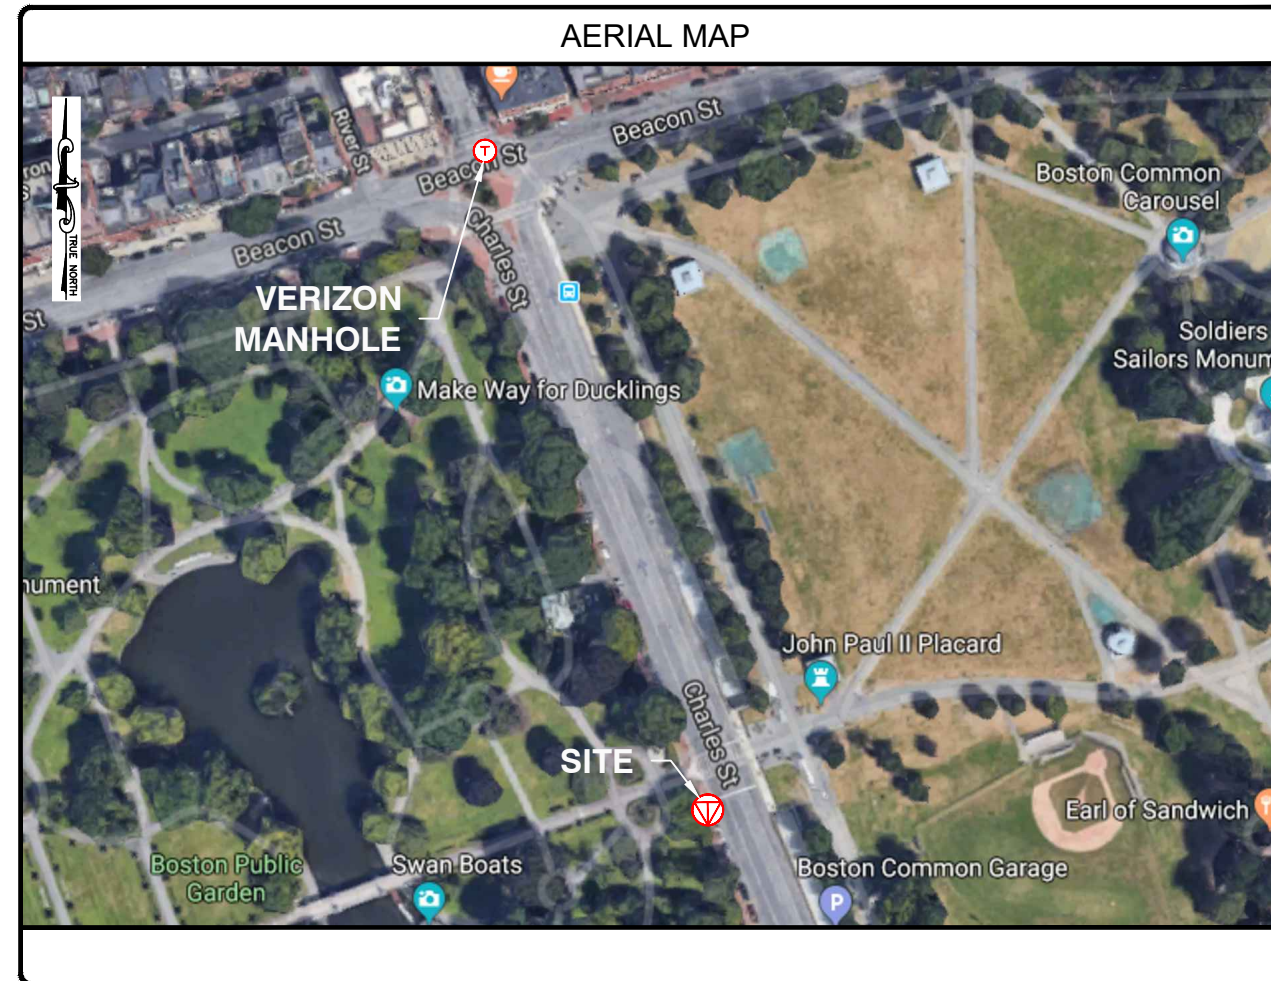 AERIAL MAP
TRUE NORTH
River St
Beacon St
Beacon St
Beacon St
ron
St
Charles St
Boston Common
Carousel
VERIZON
MANHOLE
T
Soldiers
Sailors Monum
Make Way for Ducklings
nument
John Paul II Placard
Charles St
SITE
T
Earl of Sandwich
Boston Public
Garden
Swan Boats
Boston Common Garage
P